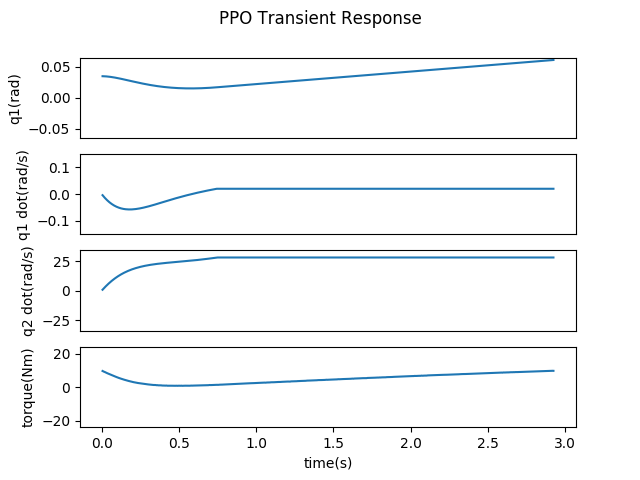 PPO Transient Response
q1(rad)
0.05
0.00
−0.05
q1 dot(rad/s)
0.1
0.0
−0.1
q2 dot(rad/s)
25
0
−25
torque(Nm)
20
0
−20
0.0 0.5 1.0 1.5 2.0 2.5 3.0
time(s)